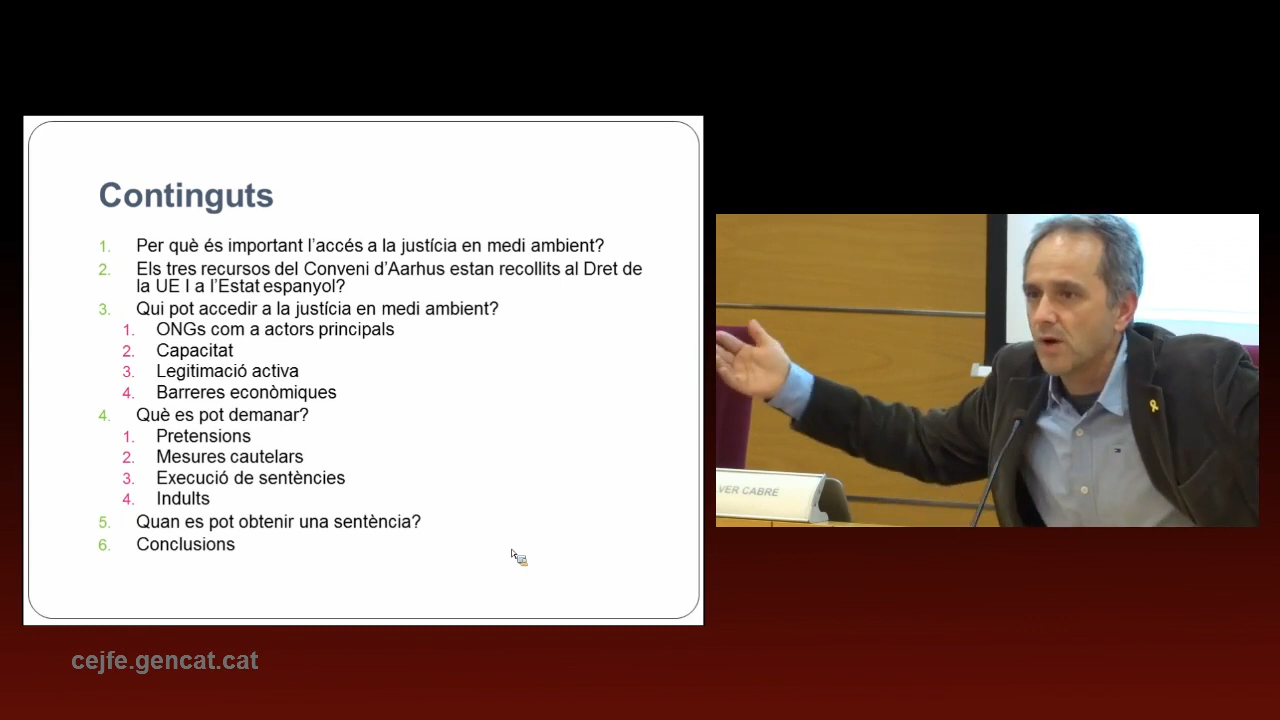 Continguts
1. Per què és important l'accés a la justícia en medi ambient?
2. Els tres recursos del Conveni d'Aarhus estan recollits al Dret de
la UE I a l'Estat espanyol?
3. Qui pot accedir a la justícia en medi ambient?
1. ONGs com a actors principals
2. Capacitat
3. Legitimació activa
4. Barreres econòmiques
4. Què es pot demanar?
1. Pretensions
2. Mesures cautelars
3. Execució de sentències
4. Indults
5. Quan es pot obtenir una sentència?
6. Conclusions
VER CABRÉ
cejfe.gencat.cat